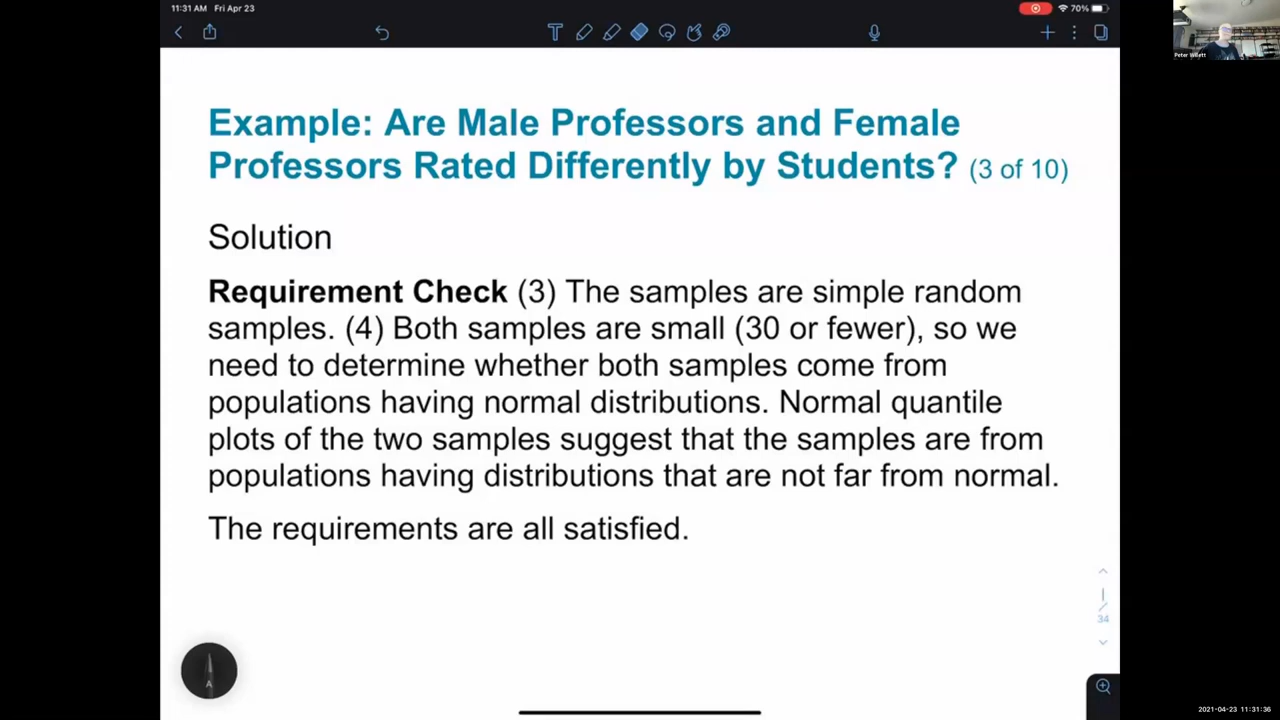 11:31 AM Fri Apr 23
70%
Peter Willett
Example: Are Male Professors and Female
Professors Rated Differently by Students? (3 of 10)
Solution
Requirement Check (3) The samples are simple random
samples. (4) Both samples are small (30 or fewer), so we
need to determine whether both samples come from
populations having normal distributions. Normal quantile
plots of the two samples suggest that the samples are from
populations having distributions that are not far from normal.
The requirements are all satisfied.
34
A
2021-04-23 11:31:36